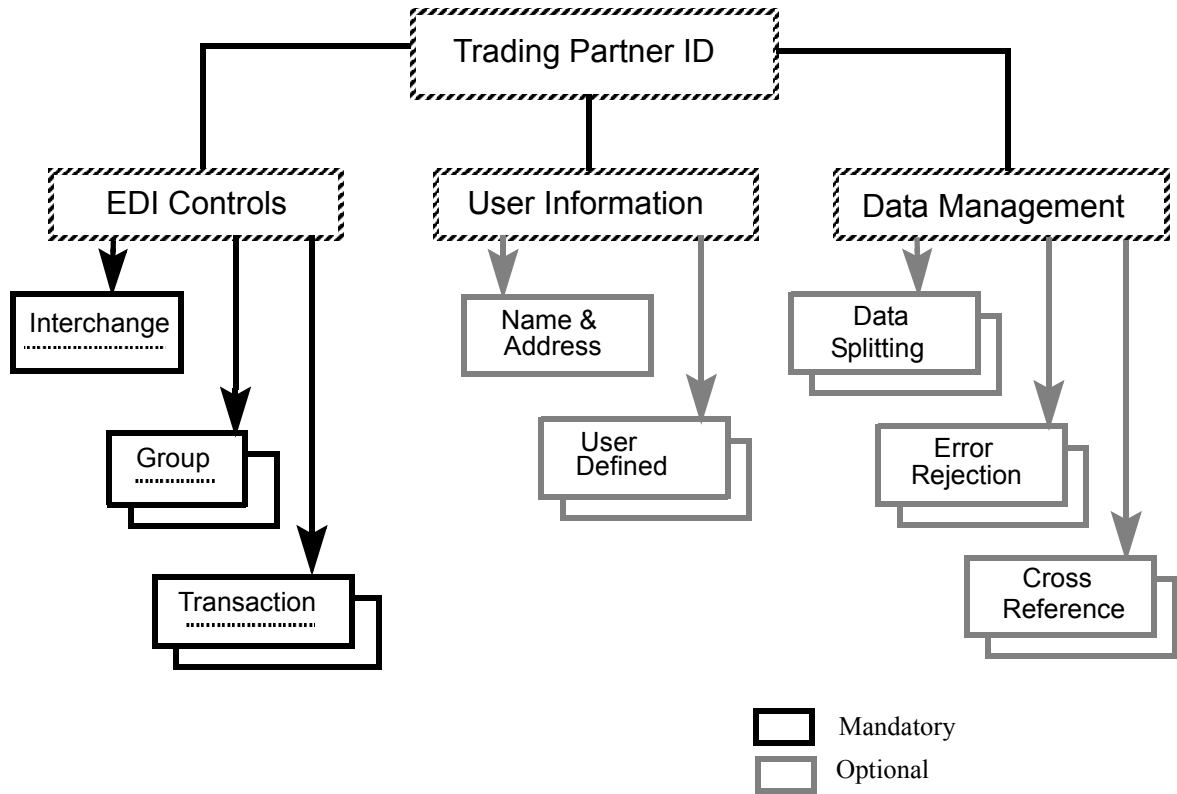 Trading Partner ID
EDI Controls
User Information
Data Management
Interchange
Name &
Address
Data
Splitting
Group
User
Defined
Error
Rejection
Transaction
Cross
Reference
Mandatory
Optional